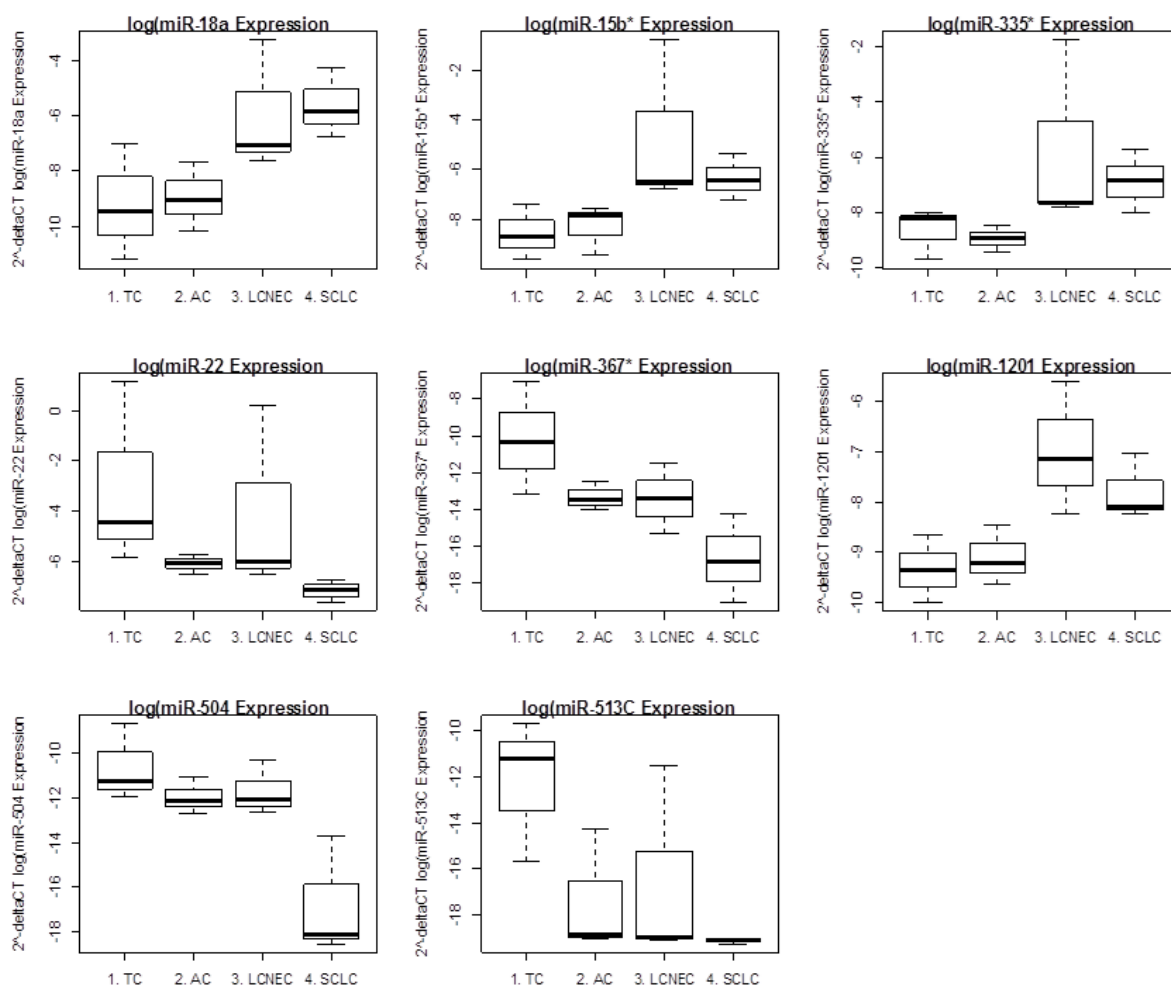 log(miR-18a Expression
2^-deltaCT log(miR-18a Expression
-4
-6
-8
-10
1. TC 2. AC 3. LCNEC 4. SCLC
log(miR-15b* Expression
2^-deltaCT log(miR-15b* Expression
-2
-4
-6
-8
1. TC 2. AC 3. LCNEC 4. SCLC
log(miR-335* Expression
2^-deltaCT log(miR-335* Expression
-2
-4
-6
-8
-10
1. TC 2. AC 3. LCNEC 4. SCLC
log(miR-22 Expression
2^-deltaCT log(miR-22 Expression
0
-2
-4
-6
1. TC 2. AC 3. LCNEC 4. SCLC
log(miR-367* Expression
2^-deltaCT log(miR-367* Expression
-8
-10
-12
-14
-16
-18
1. TC 2. AC 3. LCNEC 4. SCLC
log(miR-1201 Expression
2^-deltaCT log(miR-1201 Expression
-6
-7
-8
-9
-10
1. TC 2. AC 3. LCNEC 4. SCLC
log(miR-504 Expression
2^-deltaCT log(miR-504 Expression
-10
-12
-14
-16
-18
1. TC 2. AC 3. LCNEC 4. SCLC
log(miR-513C Expression
2^-deltaCT log(miR-513C Expression
-10
-12
-14
-16
-18
1. TC 2. AC 3. LCNEC 4. SCLC